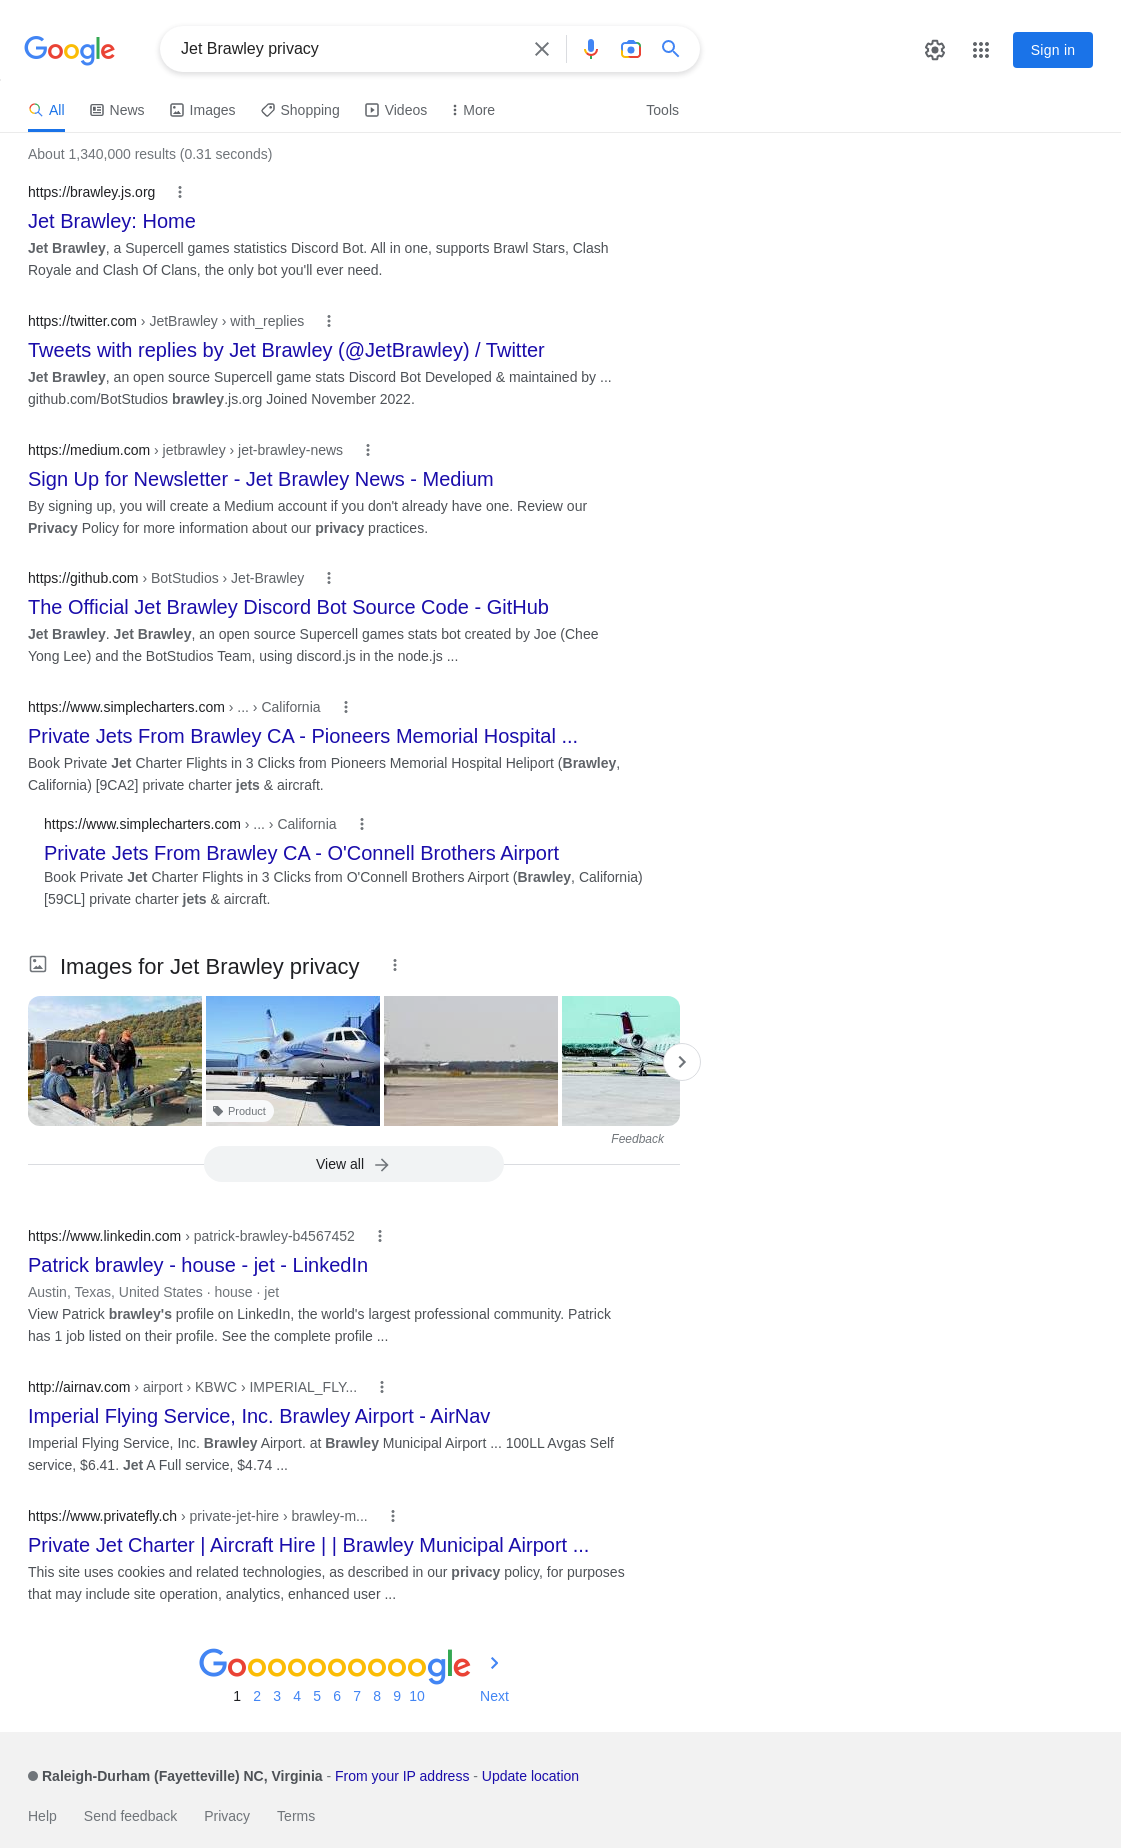 Google
Jet Brawley privacy
Sign in
All
News
Images
Shopping
Videos
More
Tools
About 1,340,000 results (0.31 seconds)
https://brawley.js.org
Jet Brawley: Home
Jet Brawley, a Supercell games statistics Discord Bot. All in one, supports Brawl Stars, Clash
Royale and Clash Of Clans, the only bot you'll ever need.
https://twitter.com › JetBrawley › with_replies
Tweets with replies by Jet Brawley (@JetBrawley) / Twitter
Jet Brawley, an open source Supercell game stats Discord Bot Developed & maintained by ...
github.com/BotStudios brawley.js.org Joined November 2022.
https://medium.com › jetbrawley › jet-brawley-news
Sign Up for Newsletter - Jet Brawley News - Medium
By signing up, you will create a Medium account if you don't already have one. Review our
Privacy Policy for more information about our privacy practices.
https://github.com › BotStudios › Jet-Brawley
The Official Jet Brawley Discord Bot Source Code - GitHub
Jet Brawley. Jet Brawley, an open source Supercell games stats bot created by Joe (Chee
Yong Lee) and the BotStudios Team, using discord.js in the node.js ...
https://www.simplecharters.com › ... › California
Private Jets From Brawley CA - Pioneers Memorial Hospital ...
Book Private Jet Charter Flights in 3 Clicks from Pioneers Memorial Hospital Heliport (Brawley,
California) [9CA2] private charter jets & aircraft.
https://www.simplecharters.com › ... › California
Private Jets From Brawley CA - O'Connell Brothers Airport
Book Private Jet Charter Flights in 3 Clicks from O'Connell Brothers Airport (Brawley, California)
[59CL] private charter jets & aircraft.
Images for Jet Brawley privacy
Product
Feedback
View all
https://www.linkedin.com › patrick-brawley-b4567452
Patrick brawley - house - jet - LinkedIn
Austin, Texas, United States · house · jet
View Patrick brawley's profile on LinkedIn, the world's largest professional community. Patrick
has 1 job listed on their profile. See the complete profile ...
http://airnav.com › airport › KBWC › IMPERIAL_FLY...
Imperial Flying Service, Inc. Brawley Airport - AirNav
Imperial Flying Service, Inc. Brawley Airport. at Brawley Municipal Airport ... 100LL Avgas Self
service, $6.41. Jet A Full service, $4.74 ...
https://www.privatefly.ch › private-jet-hire › brawley-m...
Private Jet Charter | Aircraft Hire | | Brawley Municipal Airport ...
This site uses cookies and related technologies, as described in our privacy policy, for purposes
that may include site operation, analytics, enhanced user ...
Goooooooooogle
1 2 3 4 5 6 7 8 9 10 Next
Raleigh-Durham (Fayetteville) NC, Virginia - From your IP address - Update location
Help Send feedback Privacy Terms